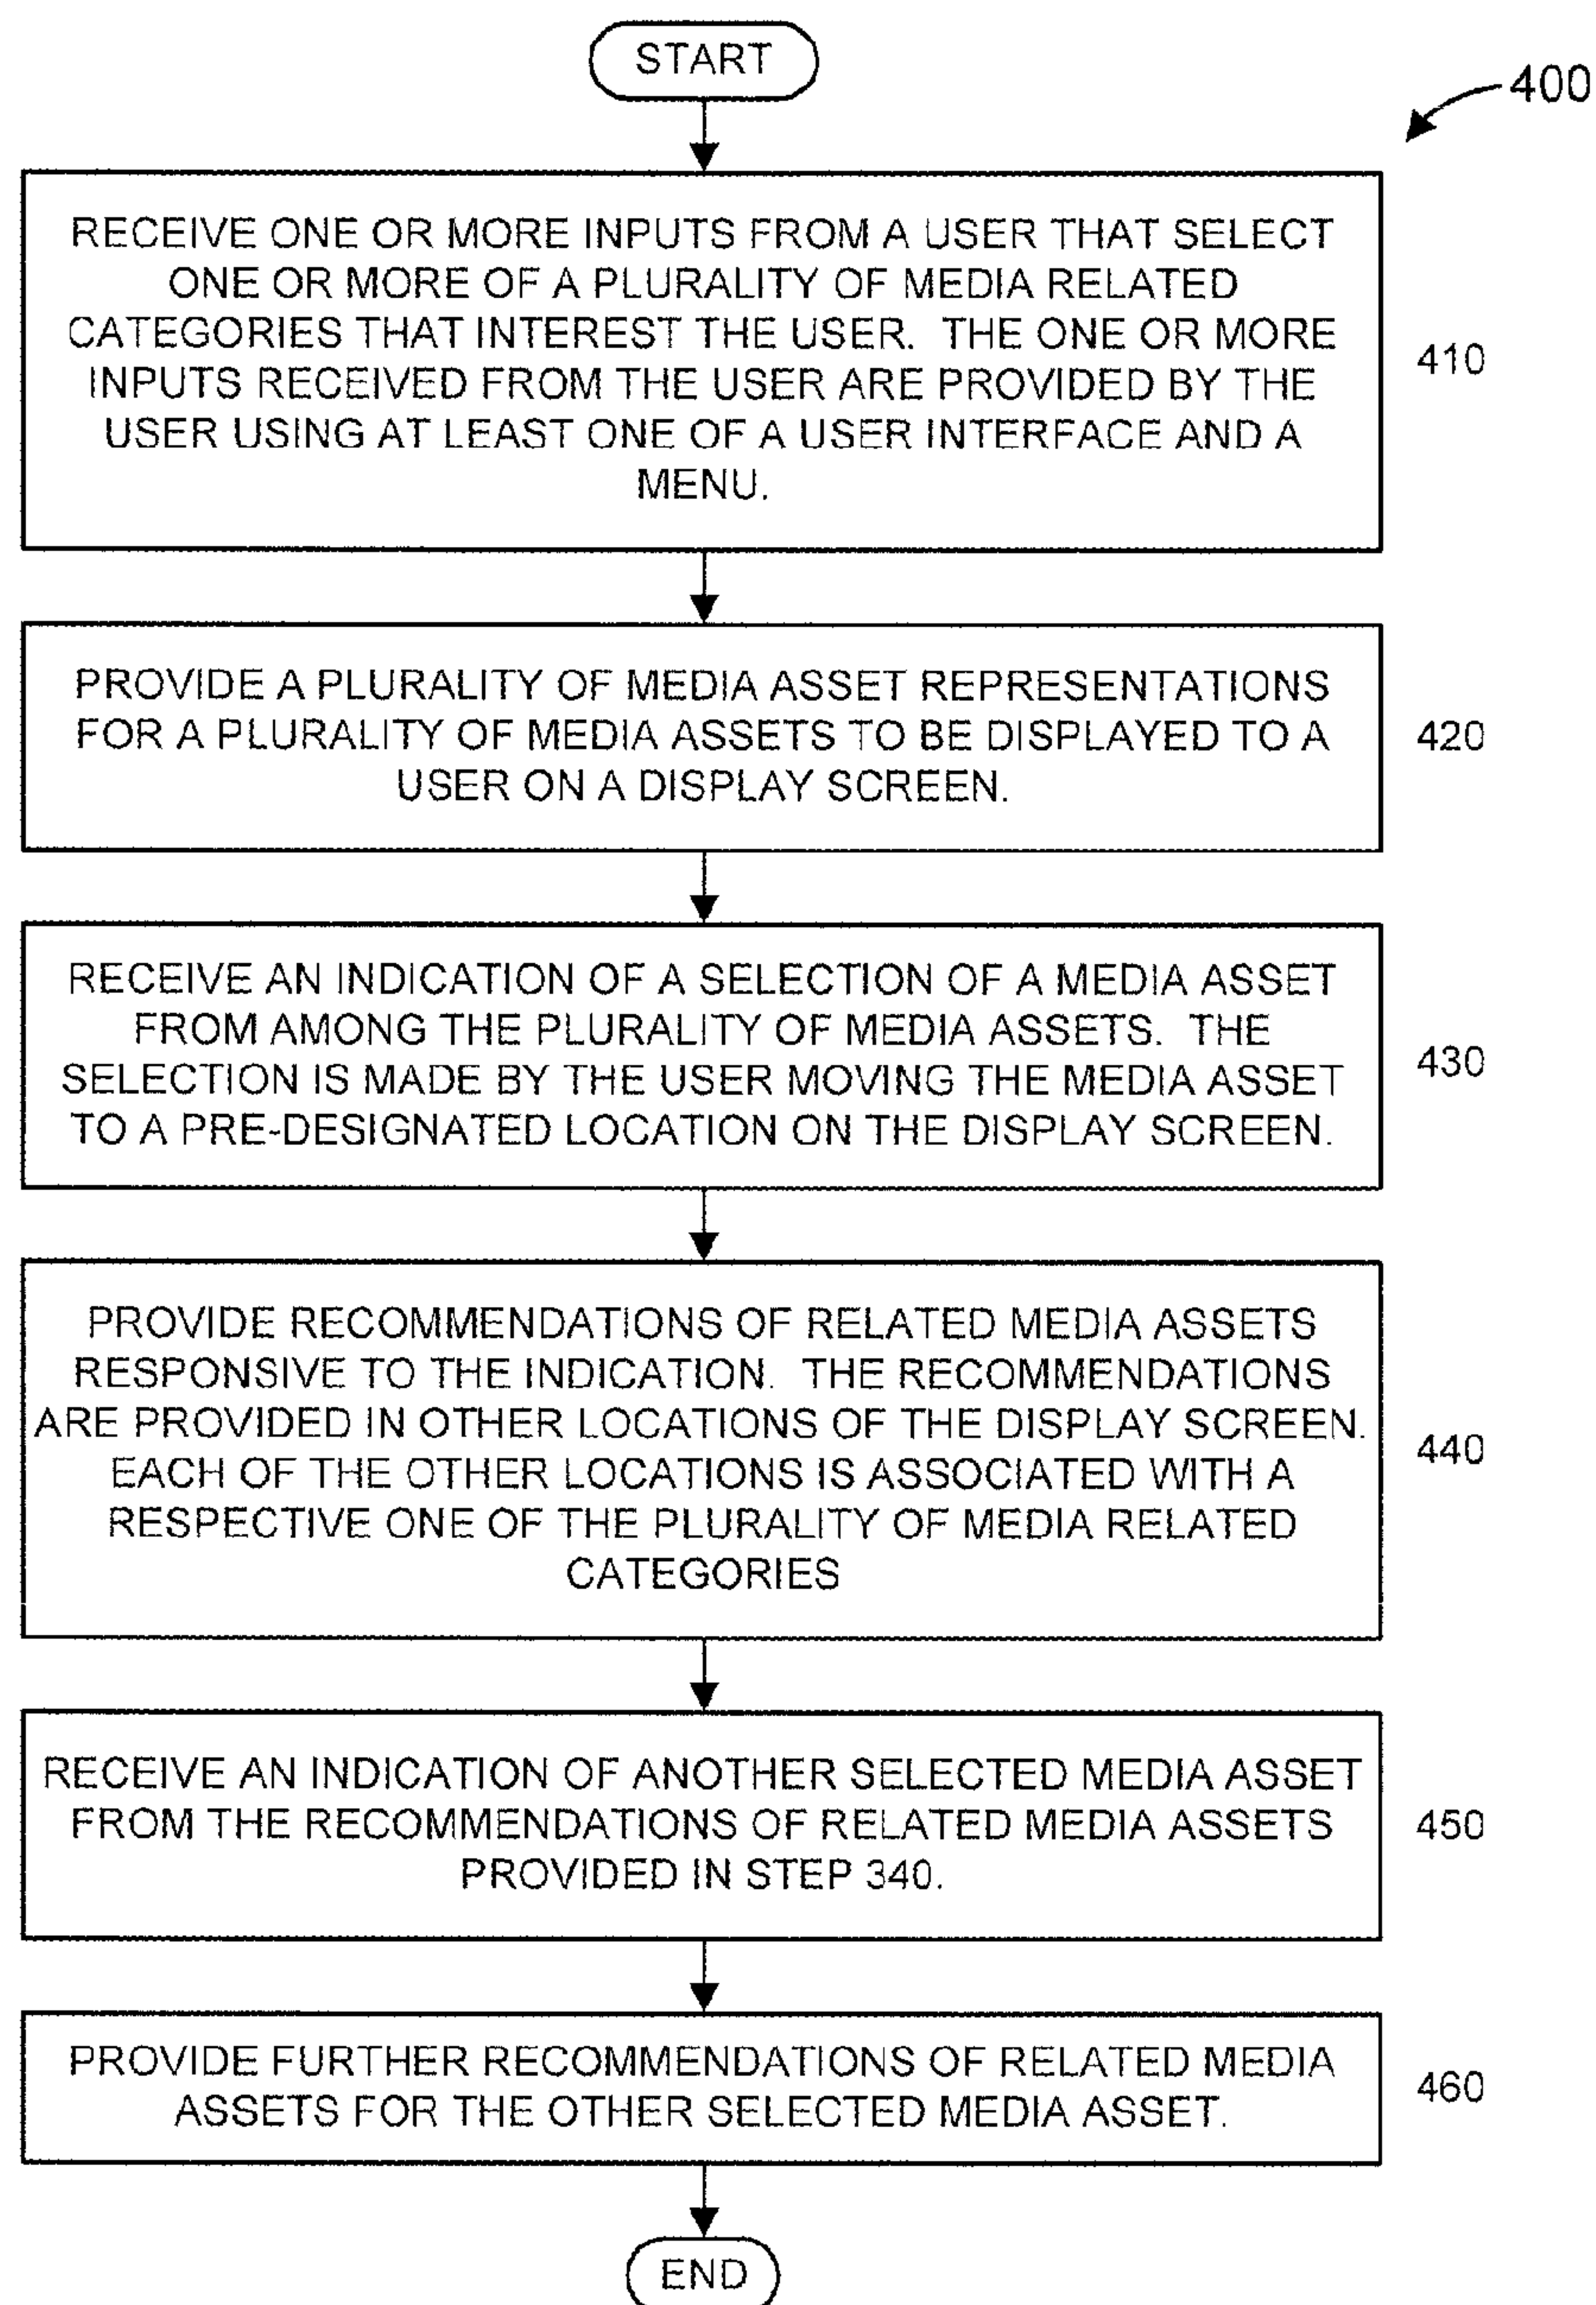 START
400
RECEIVE ONE OR MORE INPUTS FROM A USER THAT SELECT
ONE OR MORE OF A PLURALITY OF MEDIA RELATED
CATEGORIES THAT INTEREST THE USER. THE ONE OR MORE
INPUTS RECEIVED FROM THE USER ARE PROVIDED BY THE
USER USING AT LEAST ONE OF A USER INTERFACE AND A
MENU.
410
PROVIDE A PLURALITY OF MEDIA ASSET REPRESENTATIONS
FOR A PLURALITY OF MEDIA ASSETS TO BE DISPLAYED TO A
USER ON A DISPLAY SCREEN.
420
RECEIVE AN INDICATION OF A SELECTION OF A MEDIA ASSET
FROM AMONG THE PLURALITY OF MEDIA ASSETS. THE
SELECTION IS MADE BY THE USER MOVING THE MEDIA ASSET
TO A PRE-DESIGNATED LOCATION ON THE DISPLAY SCREEN.
430
PROVIDE RECOMMENDATIONS OF RELATED MEDIA ASSETS
RESPONSIVE TO THE INDICATION. THE RECOMMENDATIONS
ARE PROVIDED IN OTHER LOCATIONS OF THE DISPLAY SCREEN.
EACH OF THE OTHER LOCATIONS IS ASSOCIATED WITH A
RESPECTIVE ONE OF THE PLURALITY OF MEDIA RELATED
CATEGORIES
440
RECEIVE AN INDICATION OF ANOTHER SELECTED MEDIA ASSET
FROM THE RECOMMENDATIONS OF RELATED MEDIA ASSETS
PROVIDED IN STEP 340.
450
PROVIDE FURTHER RECOMMENDATIONS OF RELATED MEDIA
ASSETS FOR THE OTHER SELECTED MEDIA ASSET.
460
END